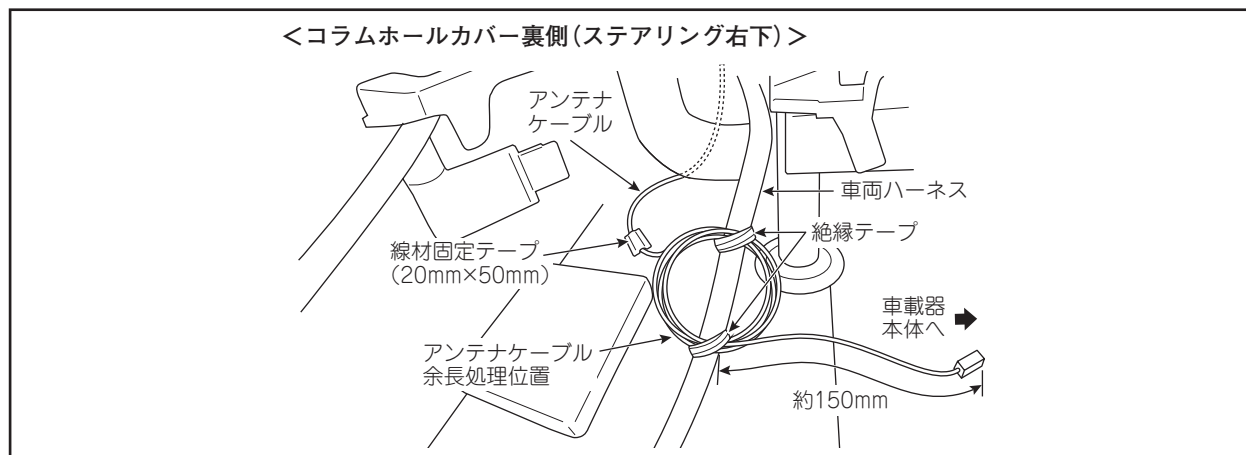 ＜コラムホールカバー裏側(ステアリング右下)＞
アンテナ
ケーブル
車両ハーネス
絶縁テープ
線材固定テープ
(20mm×50mm)
車載器
本体へ
アンテナケーブル
余長処理位置
約150mm